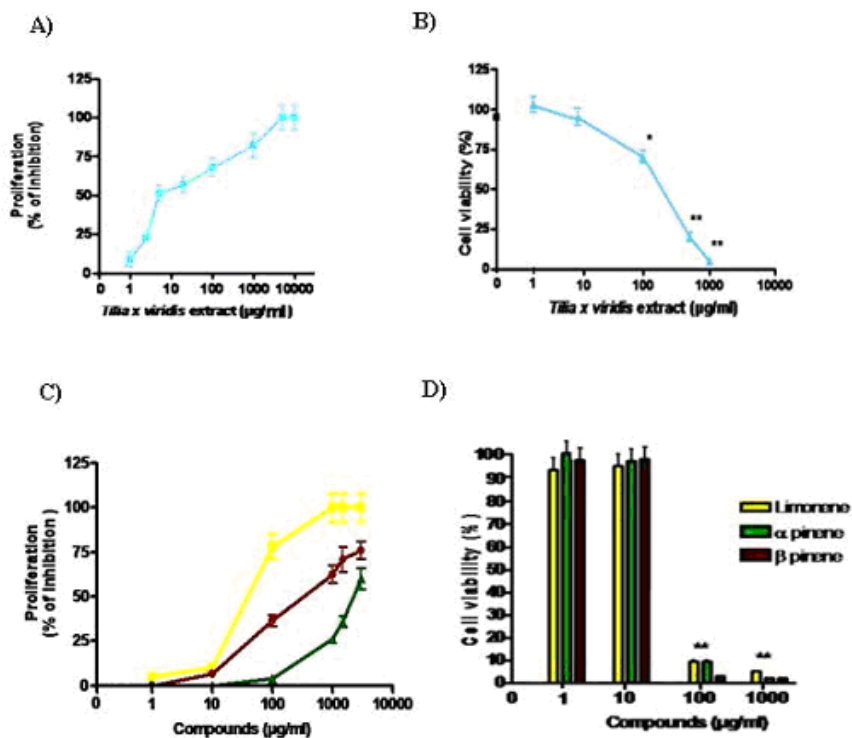 A)
125
100
75
50
25
0
Proliferation
(% of inhibition)
0 1 10 100 1000 10000
Tilia x viridis extract (µg/ml)
B)
125
100
75
50
25
0
Cell viability (%)
*
**
**
0 1 10 100 1000 10000
Tilia x viridis extract (µg/ml)
C)
125
100
75
50
25
0
Proliferation
(% of inhibition)
0 1 10 100 1000 10000
Compounds (µg/ml)
D)
100
90
80
70
60
50
40
30
20
10
0
Cell viability (%)
**
**
Limonene
α pinene
β pinene
0 1 10 100 1000
Compounds (µg/ml)